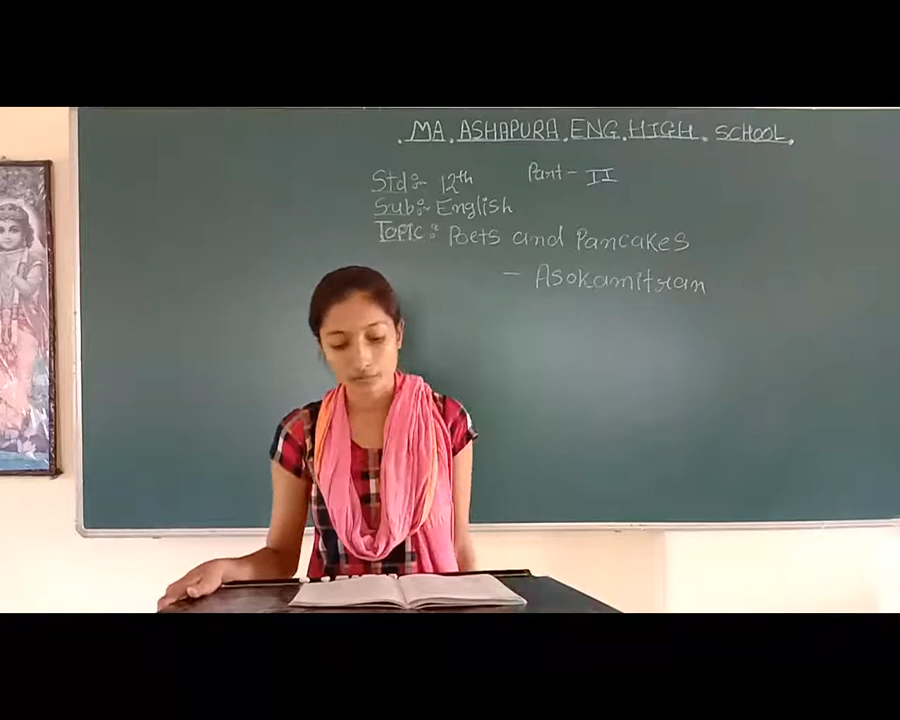 MA ASHAPURA ENG. HIGH SCHOOL
Part - II
Std :- 12th
Sub :- English
Topic : Poets and Pancakes
- Asokamitran